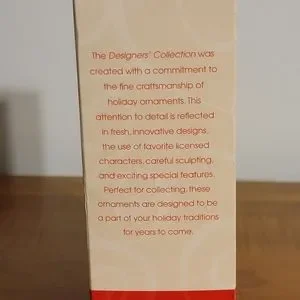 The Designers' Collection was
created with a commitment to
the fine craftsmanship of
holiday ornaments. This
attention to detail is reflected
in fresh, innovative designs,
the use of favorite licensed
characters, careful sculpting,
and exciting special features.
Perfect for collecting, these
ornaments are designed to be
a part of your holiday traditions
for years to come.